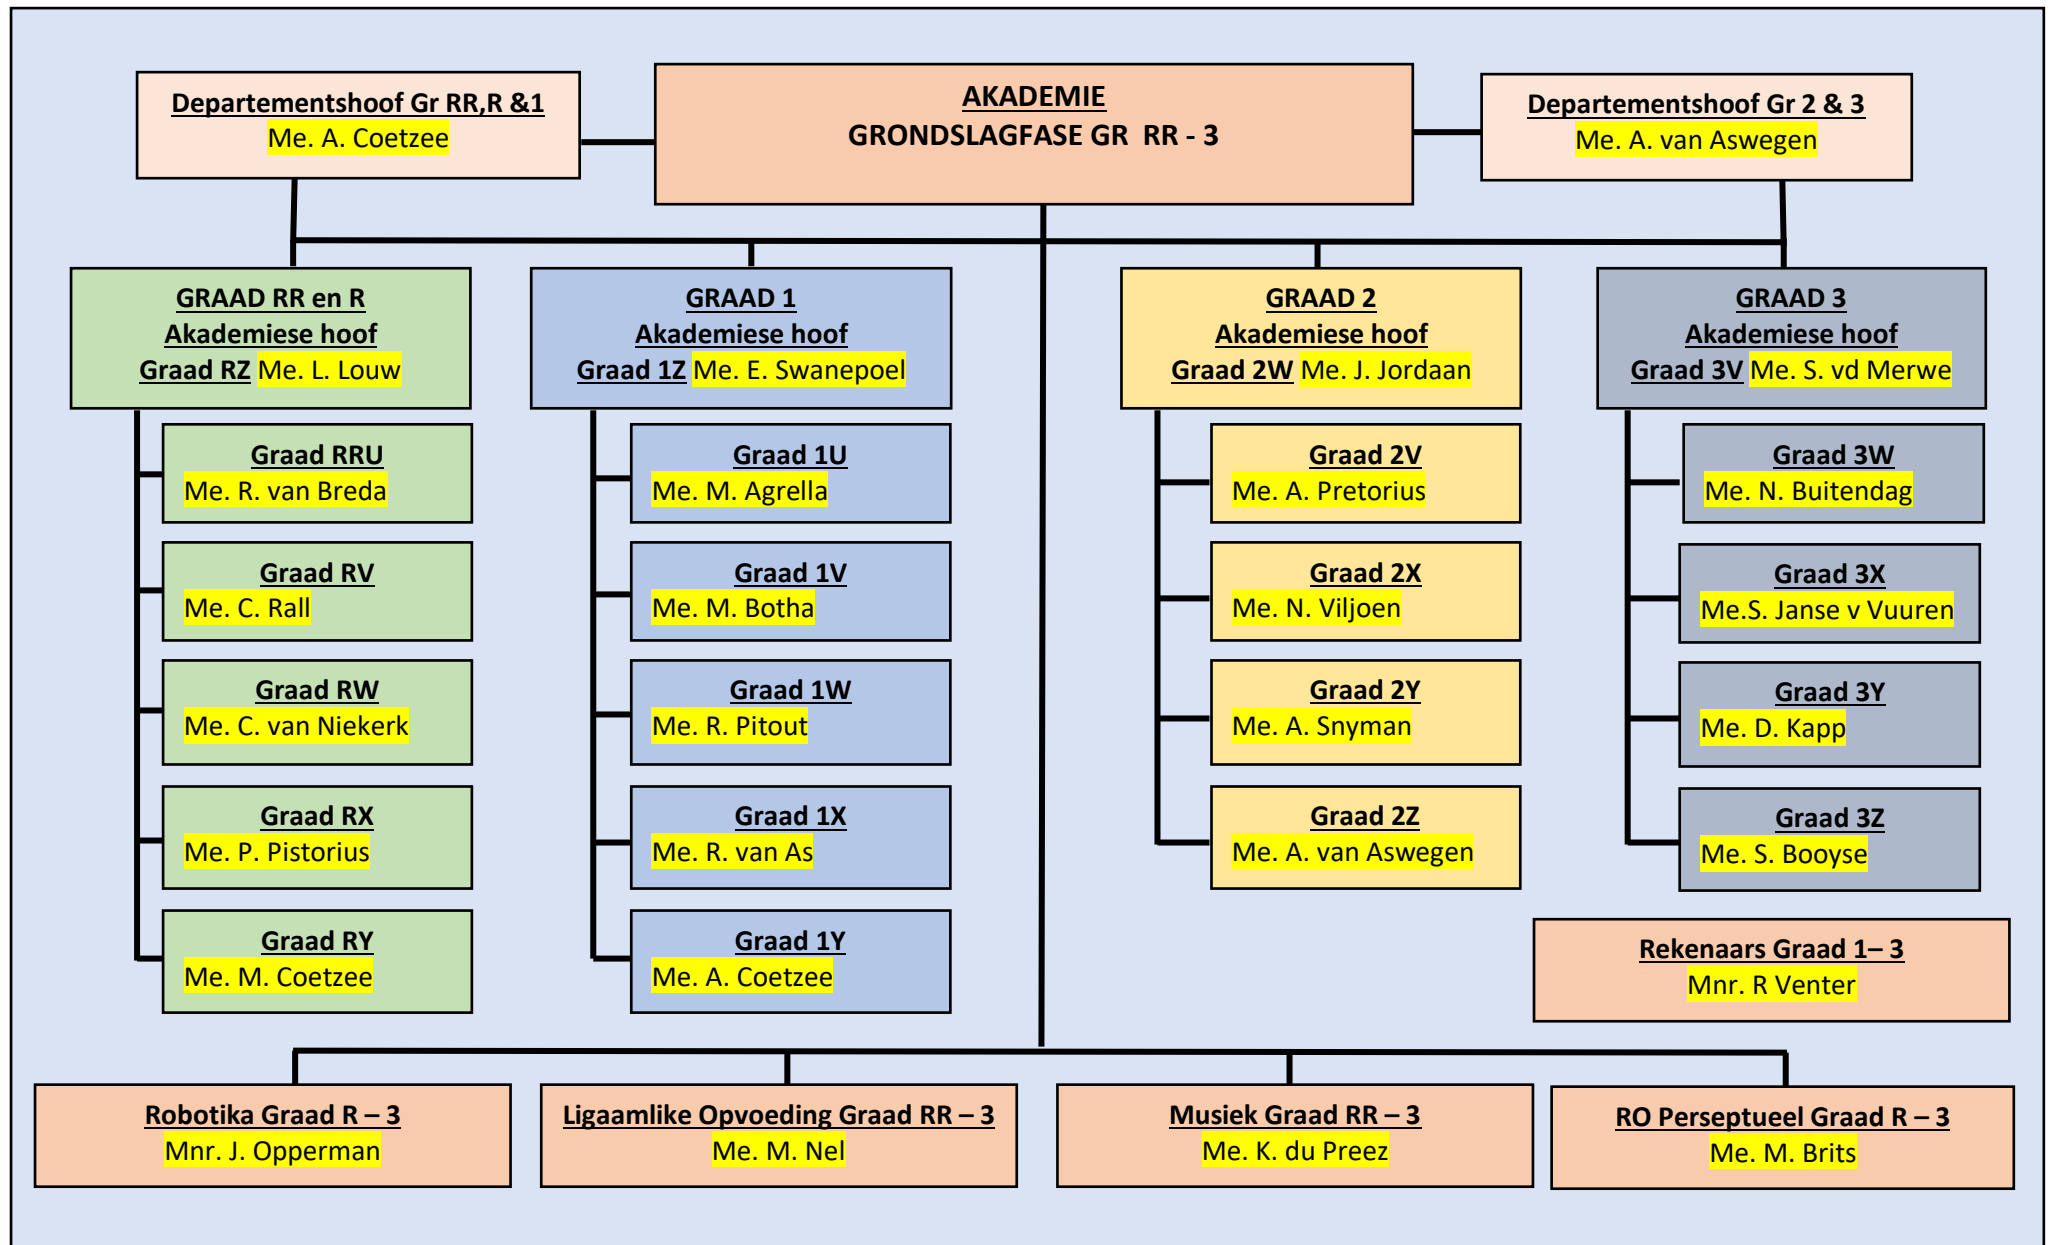 Departementshoof Gr RR,R &1
Me. A. Coetzee
AKADEMIE
GRONDSLAGFASE GR RR - 3
Departementshoof Gr 2 & 3
Me. A. van Aswegen
GRAAD RR en R
Akademiese hoof
Graad RZ Me. L. Louw
Graad RRU
Me. R. van Breda
Graad RV
Me. C. Rall
Graad RW
Me. C. van Niekerk
Graad RX
Me. P. Pistorius
Graad RY
Me. M. Coetzee
GRAAD 1
Akademiese hoof
Graad 1Z Me. E. Swanepoel
Graad 1U
Me. M. Agrella
Graad 1V
Me. M. Botha
Graad 1W
Me. R. Pitout
Graad 1X
Me. R. van As
Graad 1Y
Me. A. Coetzee
GRAAD 2
Akademiese hoof
Graad 2W Me. J. Jordaan
Graad 2V
Me. A. Pretorius
Graad 2X
Me. N. Viljoen
Graad 2Y
Me. A. Snyman
Graad 2Z
Me. A. van Aswegen
GRAAD 3
Akademiese hoof
Graad 3V Me. S. vd Merwe
Graad 3W
Me. N. Buitendag
Graad 3X
Me.S. Janse v Vuuren
Graad 3Y
Me. D. Kapp
Graad 3Z
Me. S. Booyse
Rekenaars Graad 1– 3
Mnr. R Venter
Robotika Graad R – 3
Mnr. J. Opperman
Ligaamlike Opvoeding Graad RR – 3
Me. M. Nel
Musiek Graad RR – 3
Me. K. du Preez
RO Perseptueel Graad R – 3
Me. M. Brits